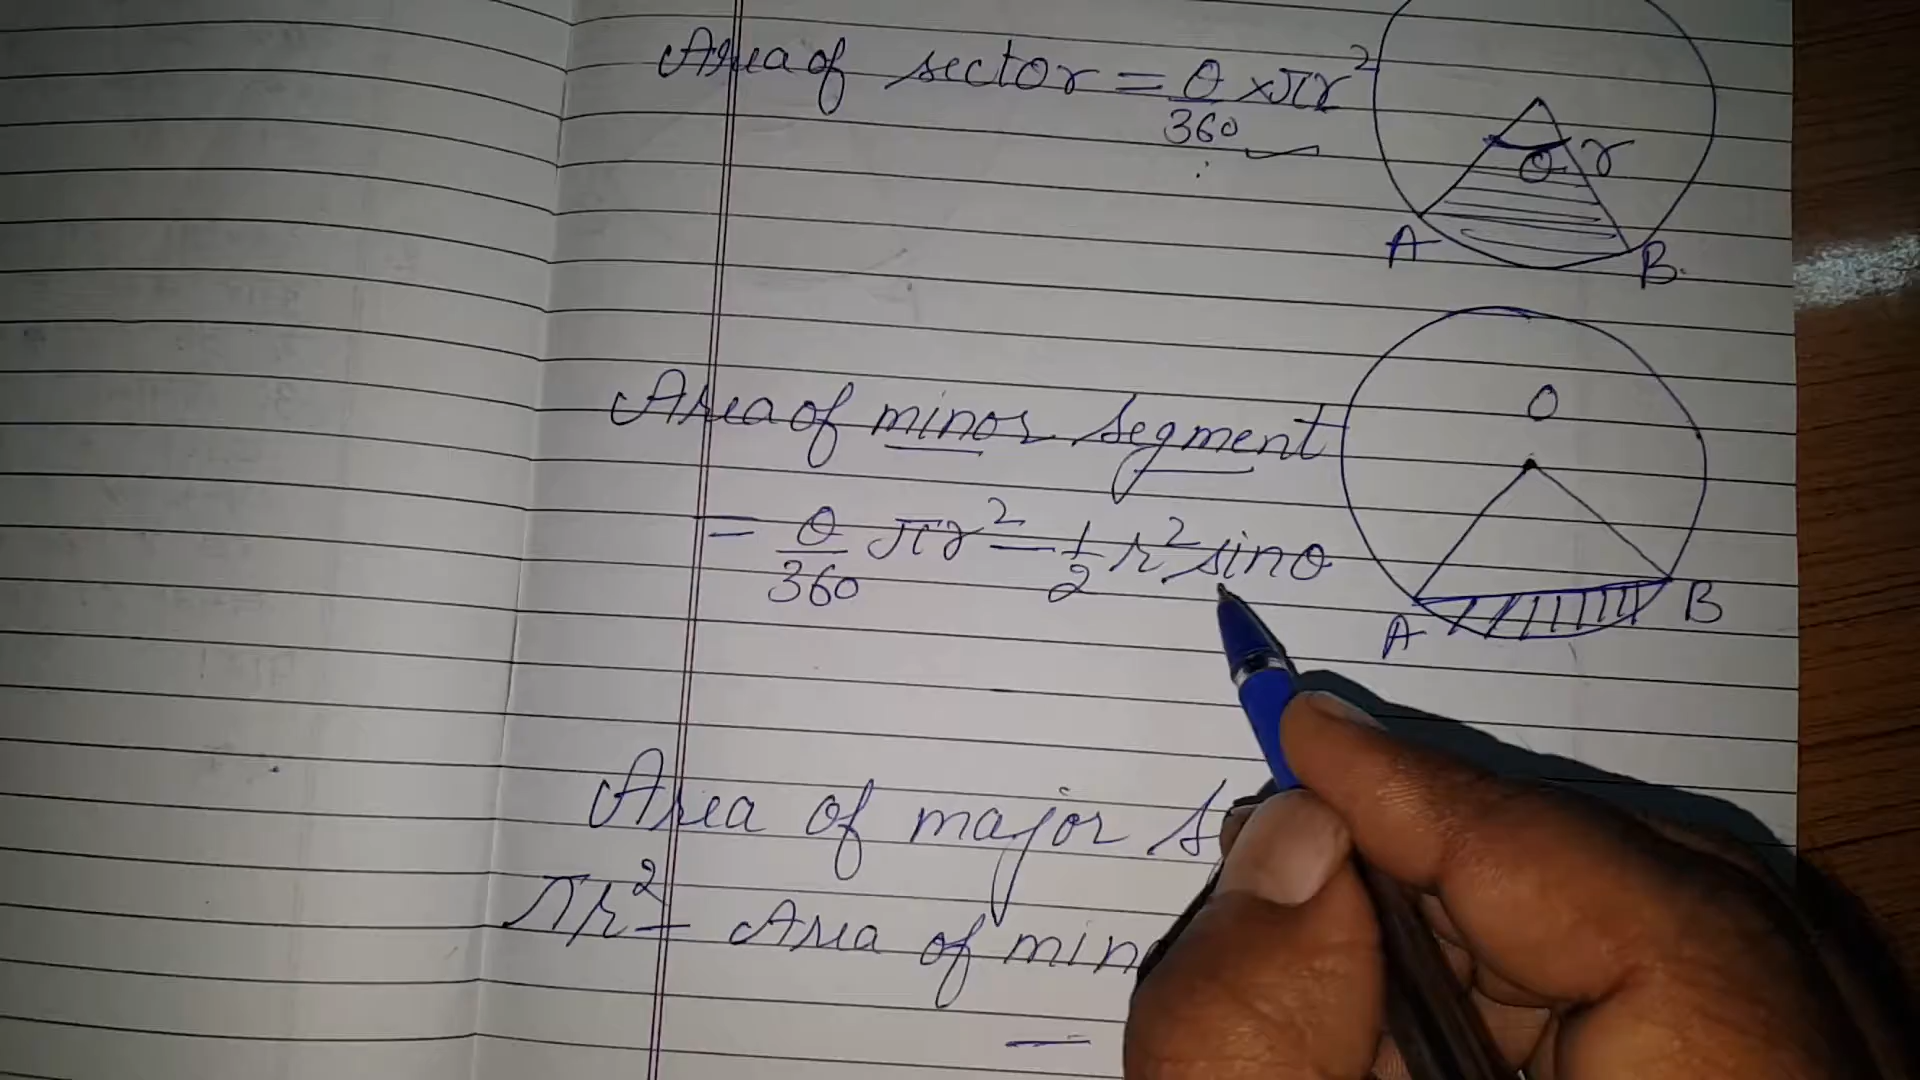 Area of sector = θ/360 × πr²
θ r
A B
Area of minor segment
O
= θ/360 πr² - 1/2 r² sinθ
A B
Area of major
πr² - Area of